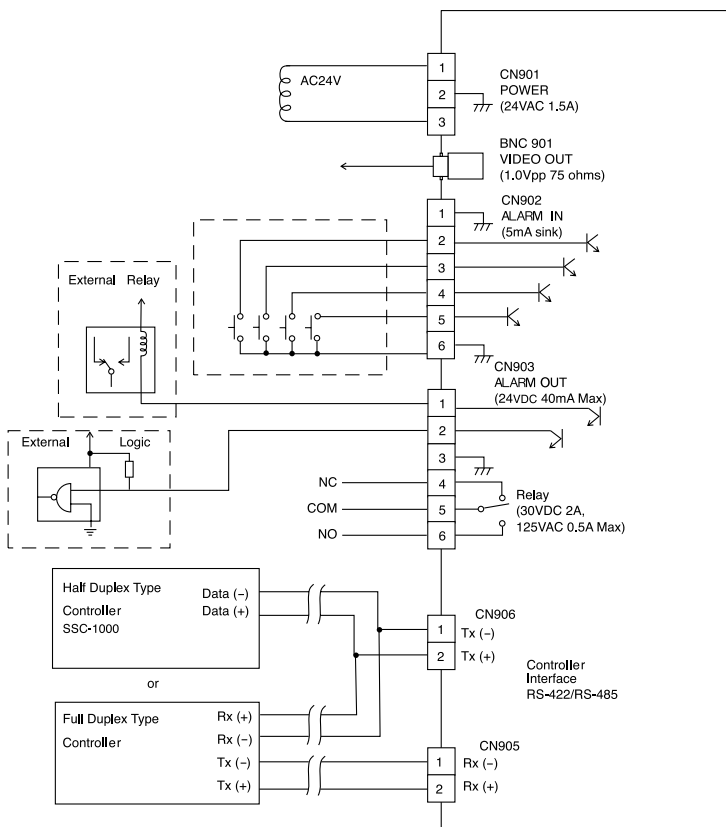 AC24V
1
2
3
CN901
POWER
(24VAC 1.5A)
BNC 901
VIDEO OUT
(1.0Vpp 75 ohms)
1
2
3
4
5
6
CN902
ALARM IN
(5mA sink)
External Relay
CN903
ALARM OUT
(24VDC 40mA Max)
1
2
3
4
5
6
External Logic
NC
COM
NO
Relay
(30VDC 2A,
125VAC 0.5A Max)
Half Duplex Type
Controller
SSC-1000
Data (-)
Data (+)
CN906
1 Tx (-)
2 Tx (+)
Controller
Interface
RS-422/RS-485
or
Full Duplex Type
Controller
Rx (+)
Rx (-)
Tx (-)
Tx (+)
CN905
1 Rx (-)
2 Rx (+)